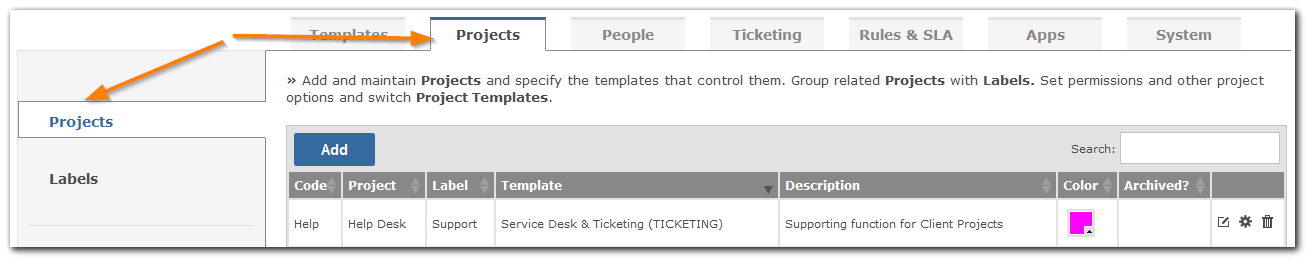 Templates Projects People Ticketing Rules & SLA Apps System
» Add and maintain Projects and specify the templates that control them. Group related Projects with Labels. Set permissions and other project
options and switch Project Templates.
Projects
Labels
Add Search:
Code Project Label Template Description Color Archived?
Help Help Desk Support Service Desk & Ticketing (TICKETING) Supporting function for Client Projects